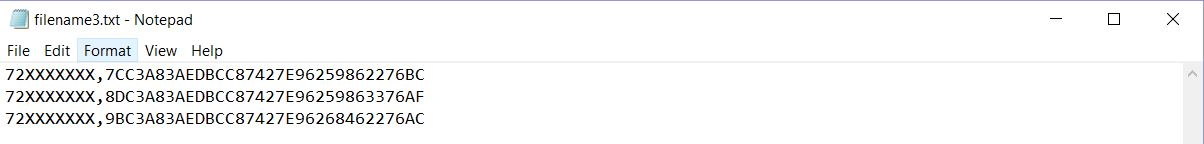 filename3.txt - Notepad
File Edit Format View Help
72XXXXXXX,7CC3A83AEDBCC87427E96259862276BC
72XXXXXXX,8DC3A83AEDBCC87427E96259863376AF
72XXXXXXX,9BC3A83AEDBCC87427E96268462276AC